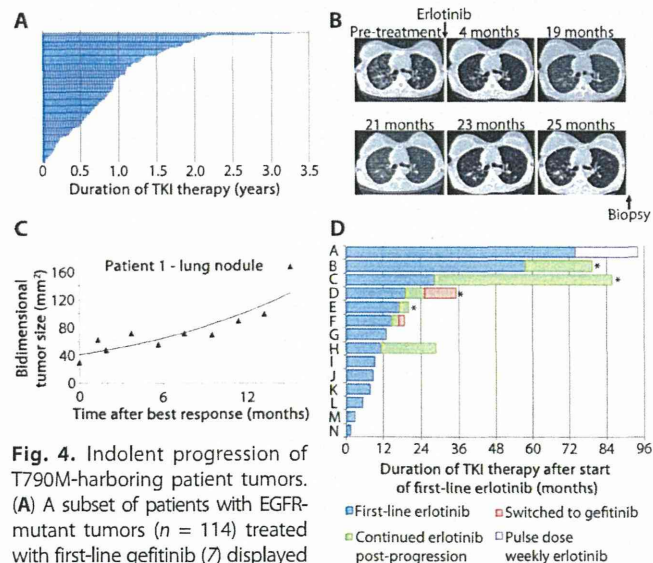 A
0 0.5 1.0 1.5 2.0 2.5 3.0 3.5
Duration of TKI therapy (years)
B
Erlotinib
Pre-treatment 4 months 19 months
21 months 23 months 25 months
Biopsy
C
Patient 1 - lung nodule
Bidimensional
tumor size (mm²)
160
120
80
40
0
0 6 12
Time after best response (months)
D
A
B
*
C
*
D
*
E
*
F
G
H
I
J
K
L
M
N
0 12 24 36 48 60 72 84 96
Duration of TKI therapy after start
of first-line erlotinib (months)
First-line erlotinib
Switched to gefitinib
Continued erlotinib
post-progression
Pulse dose
weekly erlotinib
Fig. 4. Indolent progression of
T790M-harboring patient tumors.
(A) A subset of patients with EGFR-
mutant tumors (n = 114) treated
with first-line gefitinib (7) displayed